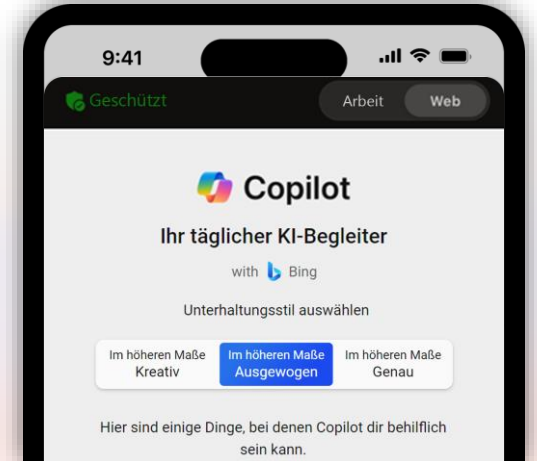 9:41
Geschützt
Arbeit Web
Copilot
Ihr täglicher KI-Begleiter
with Bing
Unterhaltungsstil auswählen
Im höheren Maße Im höheren Maße Im höheren Maße
Kreativ Ausgewogen Genau
Hier sind einige Dinge, bei denen Copilot dir behilflich
sein kann.